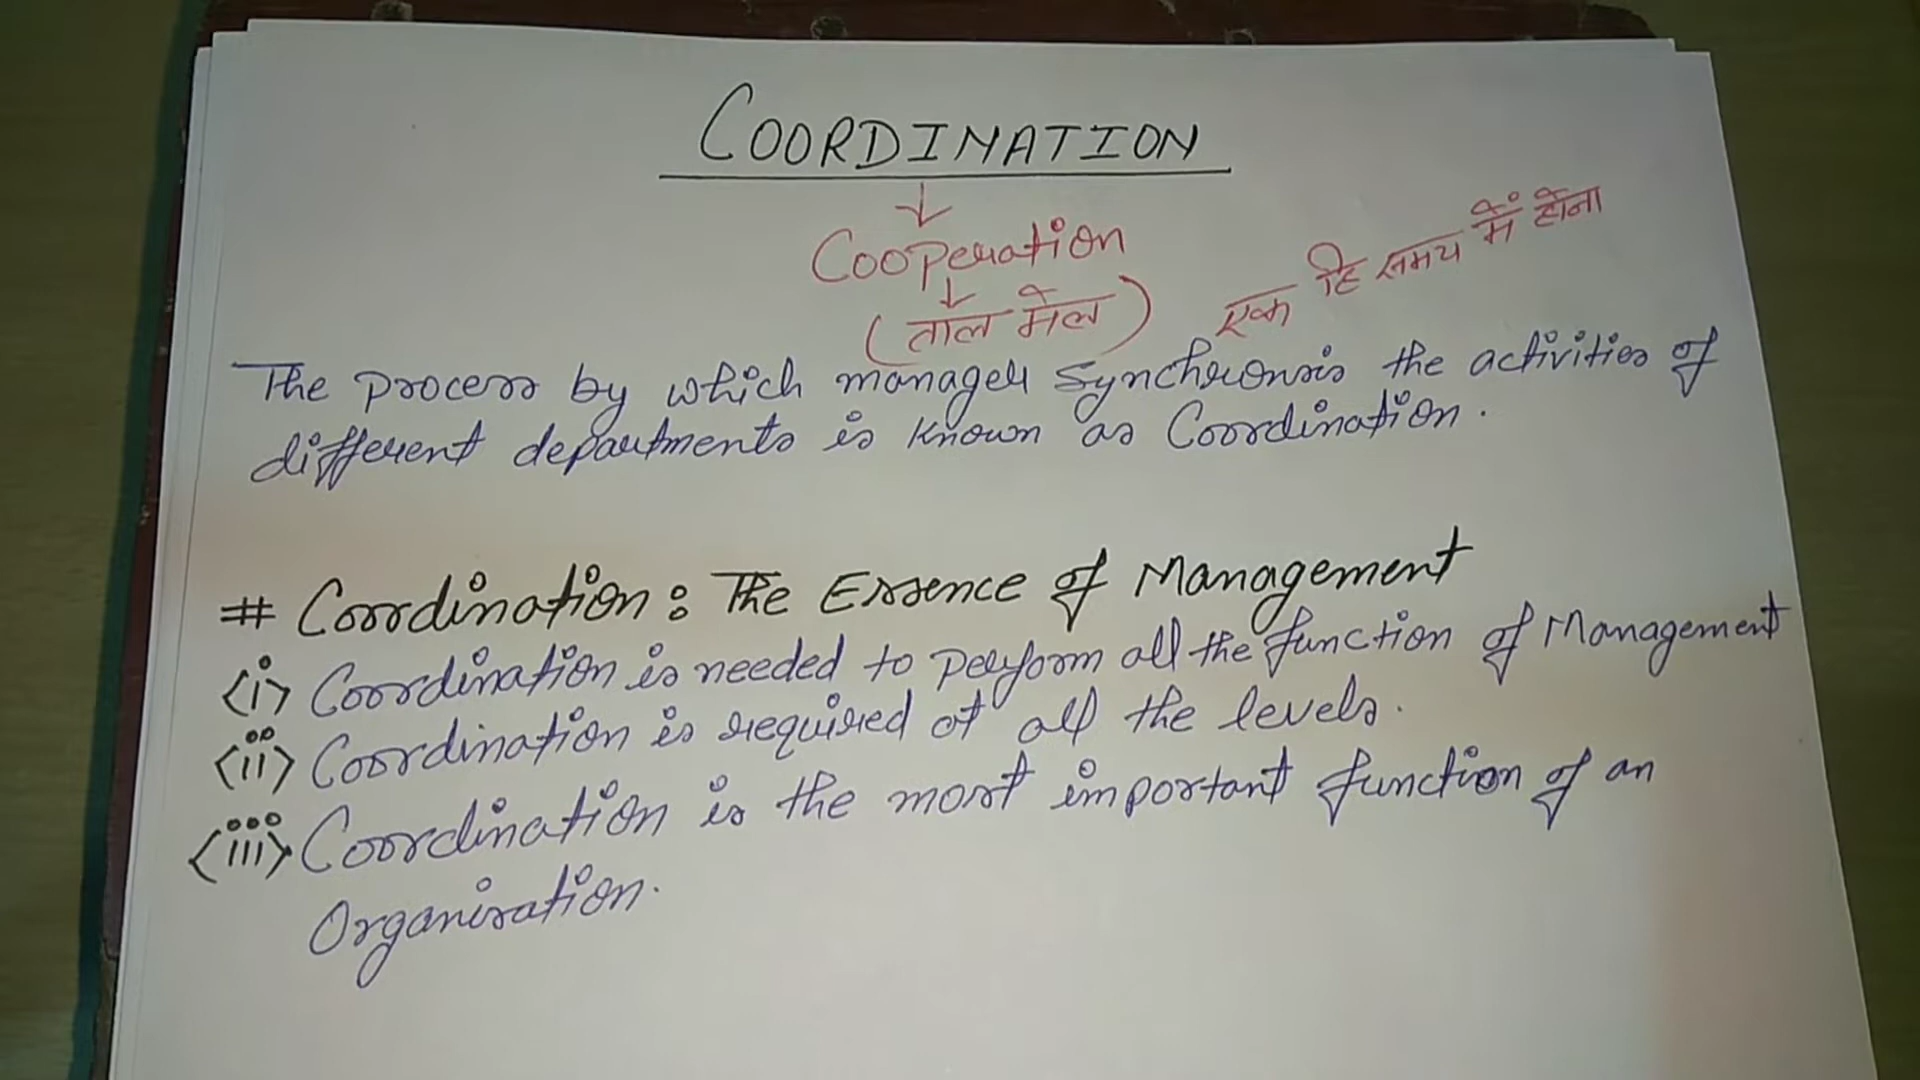 COORDINATION
↓
Cooperation
↓
(ताल मेल)
एक हि समय में होना
The process by which manager Synchronsis the activities of
different departments is known as Coordination.
# Coordination: The Essence of Management
(i) Coordination is needed to perform all the function of Management
(ii) Coordination is required at all the levels.
(iii) Coordination is the most important function of an
Organisation.